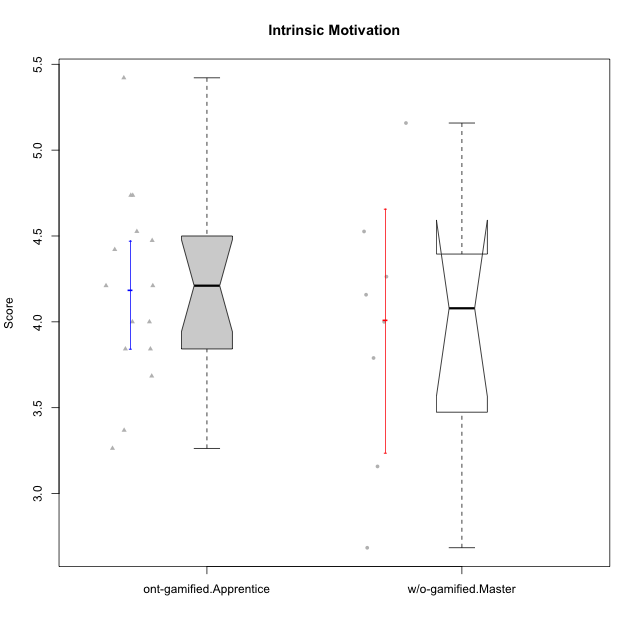 Intrinsic Motivation
Score
5.5
5.0
4.5
4.0
3.5
3.0
ont-gamified.Apprentice
w/o-gamified.Master